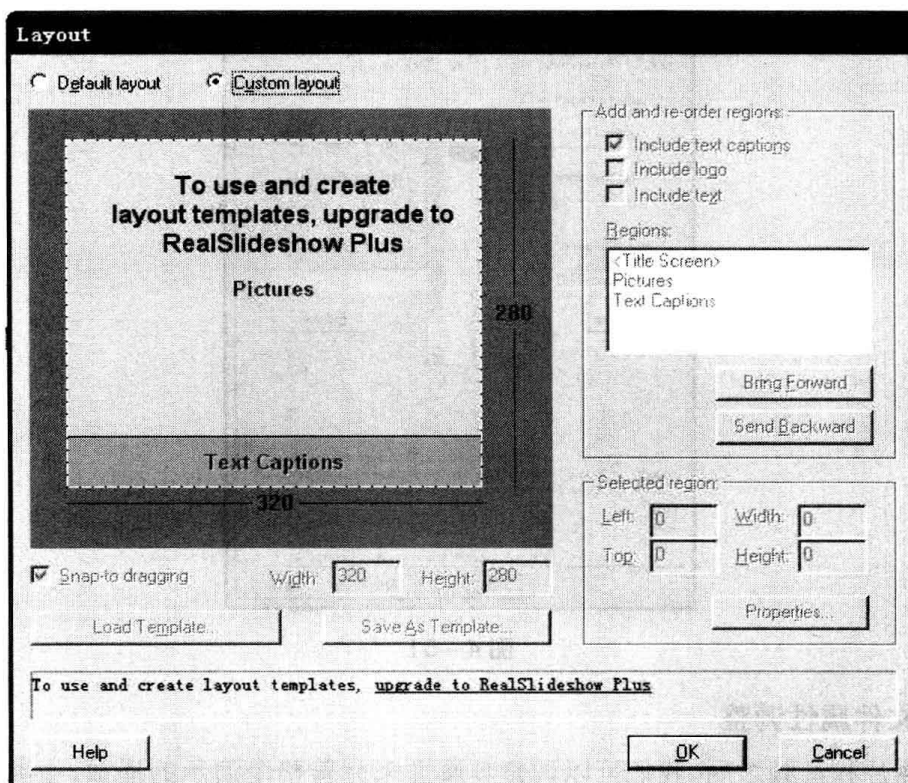 Layout
Default layout
Custom layout
To use and create
layout templates, upgrade to
RealSlideshow Plus
Pictures
280
Text Captions
320
Snap-to dragging
Width: 320
Height: 280
Load Template...
Save As Template...
Add and re-order regions:
Include text captions
Include logo
Include text
Regions:
<Title Screen>
Pictures
Text Captions
Bring Forward
Send Backward
Selected region:
Left: 0
Width: 0
Top: 0
Height: 0
Properties...
To use and create layout templates, upgrade to RealSlideshow Plus
Help
OK
Cancel